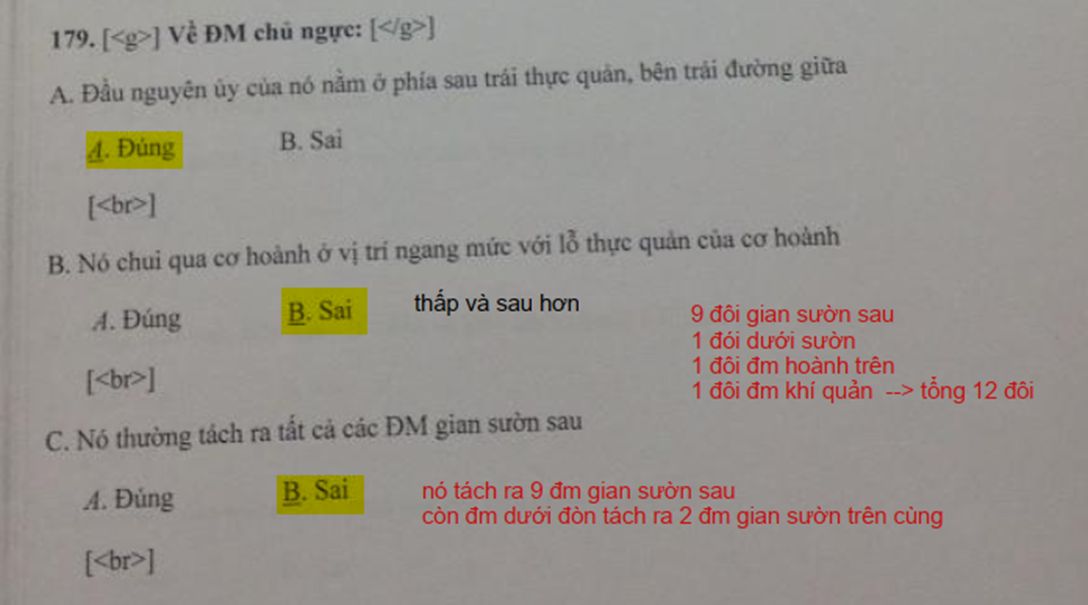 179. [<g>] Về ĐM chủ ngực: [</g>]
A. Đầu nguyên ủy của nó nằm ở phía sau trái thực quản, bên trái đường giữa
A. Đúng B. Sai
[<br>]
B. Nó chui qua cơ hoành ở vị trí ngang mức với lỗ thực quản của cơ hoành
A. Đúng B. Sai thấp và sau hơn
9 đôi gian sườn sau
1 đói dưới sườn
1 đôi đm hoành trên
[<br>]
1 đôi đm khí quản --> tổng 12 đôi
C. Nó thường tách ra tất cả các ĐM gian sườn sau
A. Đúng B. Sai nó tách ra 9 đm gian sườn sau
còn đm dưới đòn tách ra 2 đm gian sườn trên cùng
[<br>]